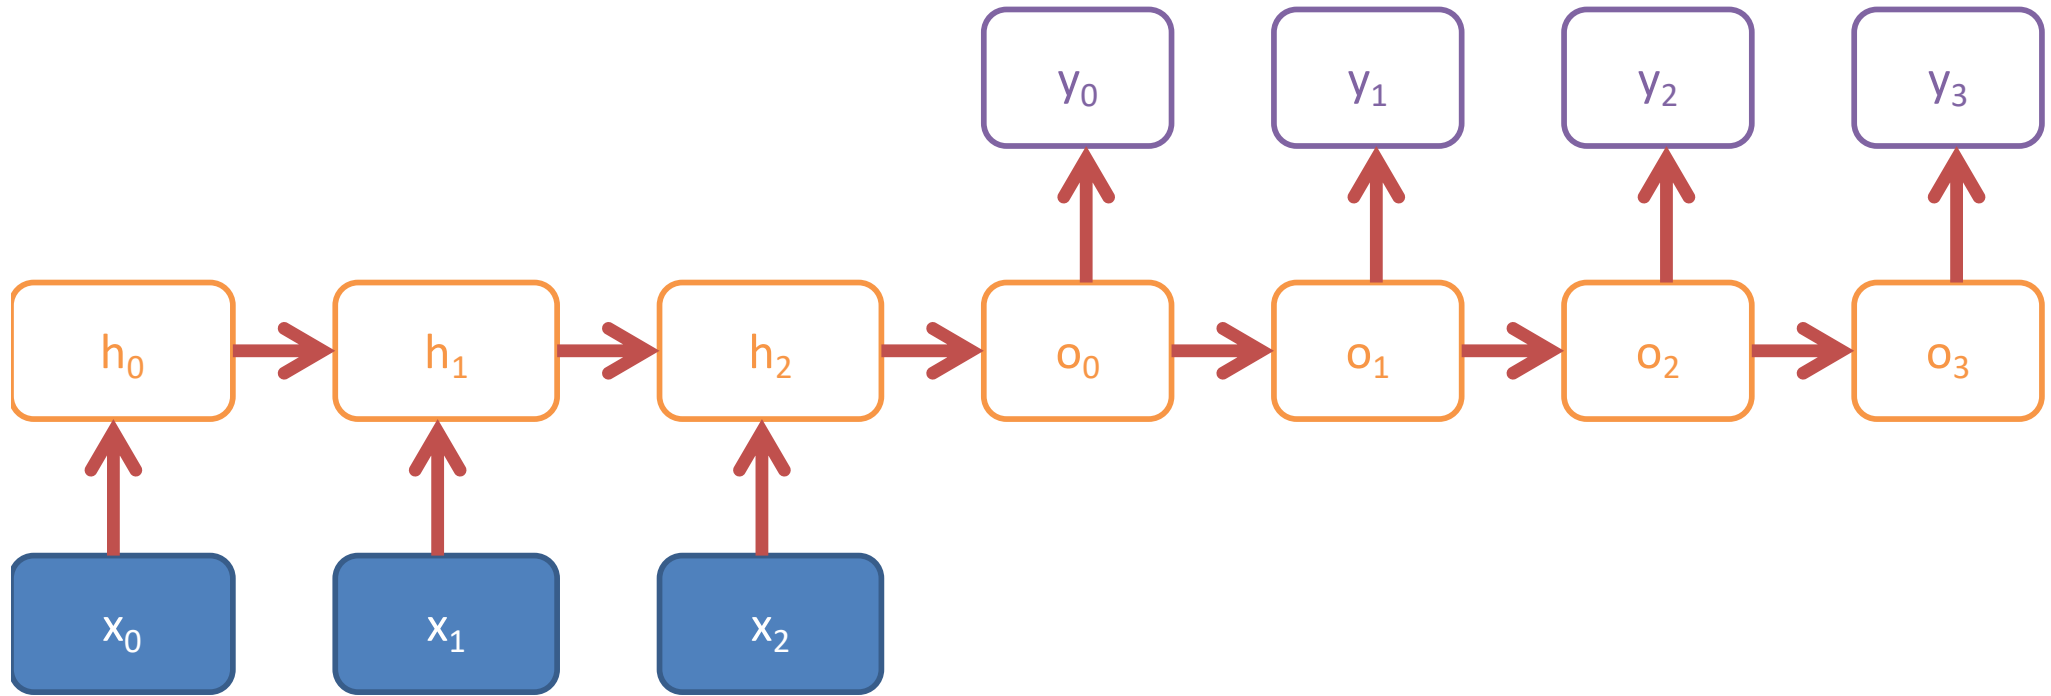 y₀ y₁ y₂ y₃
h₀ h₁ h₂ o₀ o₁ o₂ o₃
x₀ x₁ x₂